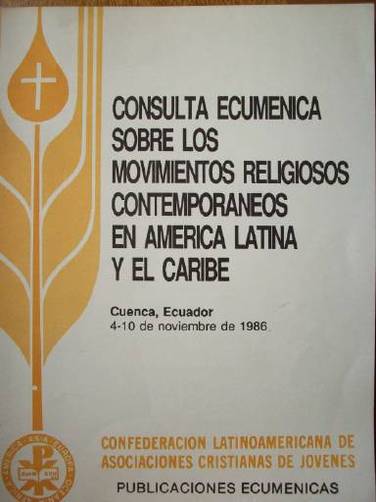 CONSULTA ECUMENICA
SOBRE LOS
MOVIMIENTOS RELIGIOSOS
CONTEMPORANEOS
EN AMERICA LATINA
Y EL CARIBE
Cuenca, Ecuador
4-10 de noviembre de 1986
CONFEDERACION LATINOAMERICANA DE
ASOCIACIONES CRISTIANAS DE JOVENES
PUBLICACIONES ECUMENICAS